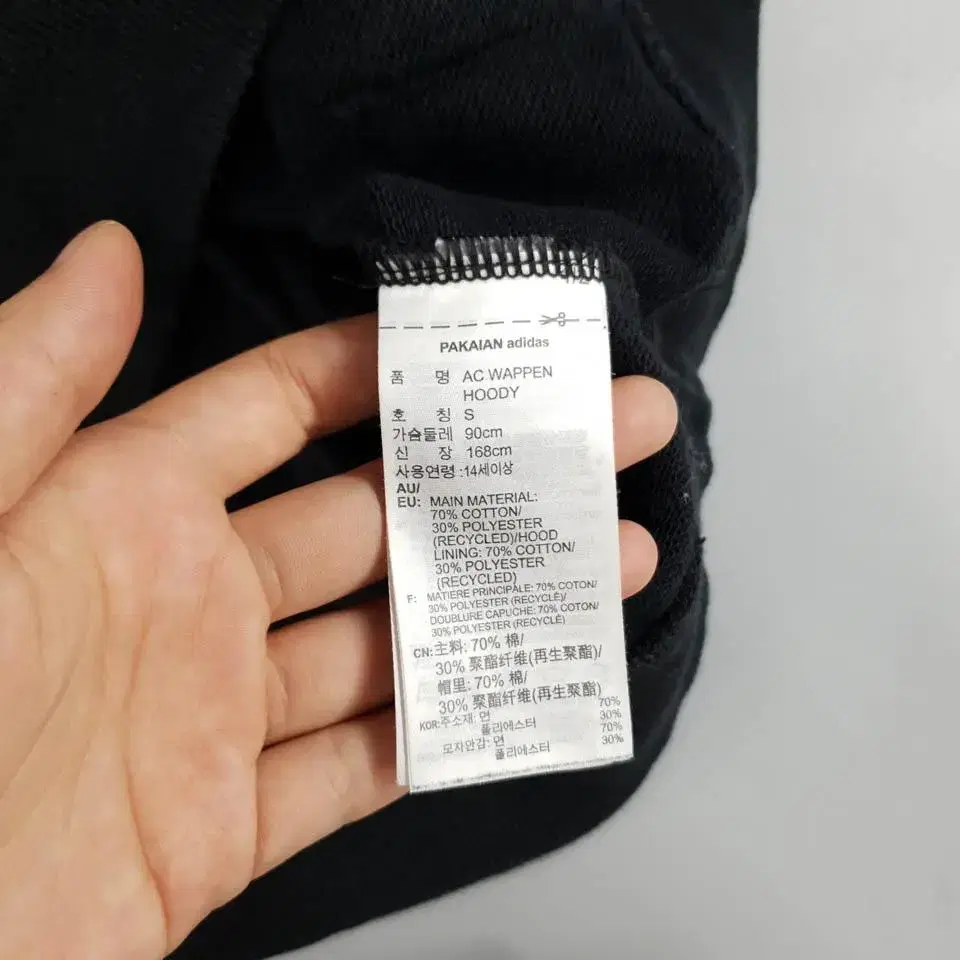 PAKAIAN adidas
품 명 AC WAPPEN
HOODY
호 칭 S
가슴둘레 90cm
신 장 168cm
사용연령 :14세이상
AU/
EU: MAIN MATERIAL:
70% COTTON/
30% POLYESTER
(RECYCLED)/HOOD
LINING: 70% COTTON/
30% POLYESTER
(RECYCLED)
F: MATIERE PRINCIPALE: 70% COTON/
30% POLYESTER (RECYCLÉ)/
DOUBLURE CAPUCHE: 70% COTON/
30% POLYESTER (RECYCLÉ)
CN:主料: 70% 棉/
30% 聚酯纤维(再生聚酯)/
帽里: 70% 棉/
30% 聚酯纤维(再生聚酯)
KOR:주소재: 면 70%
폴리에스터 30%
모자안감: 면 70%
폴리에스터 30%